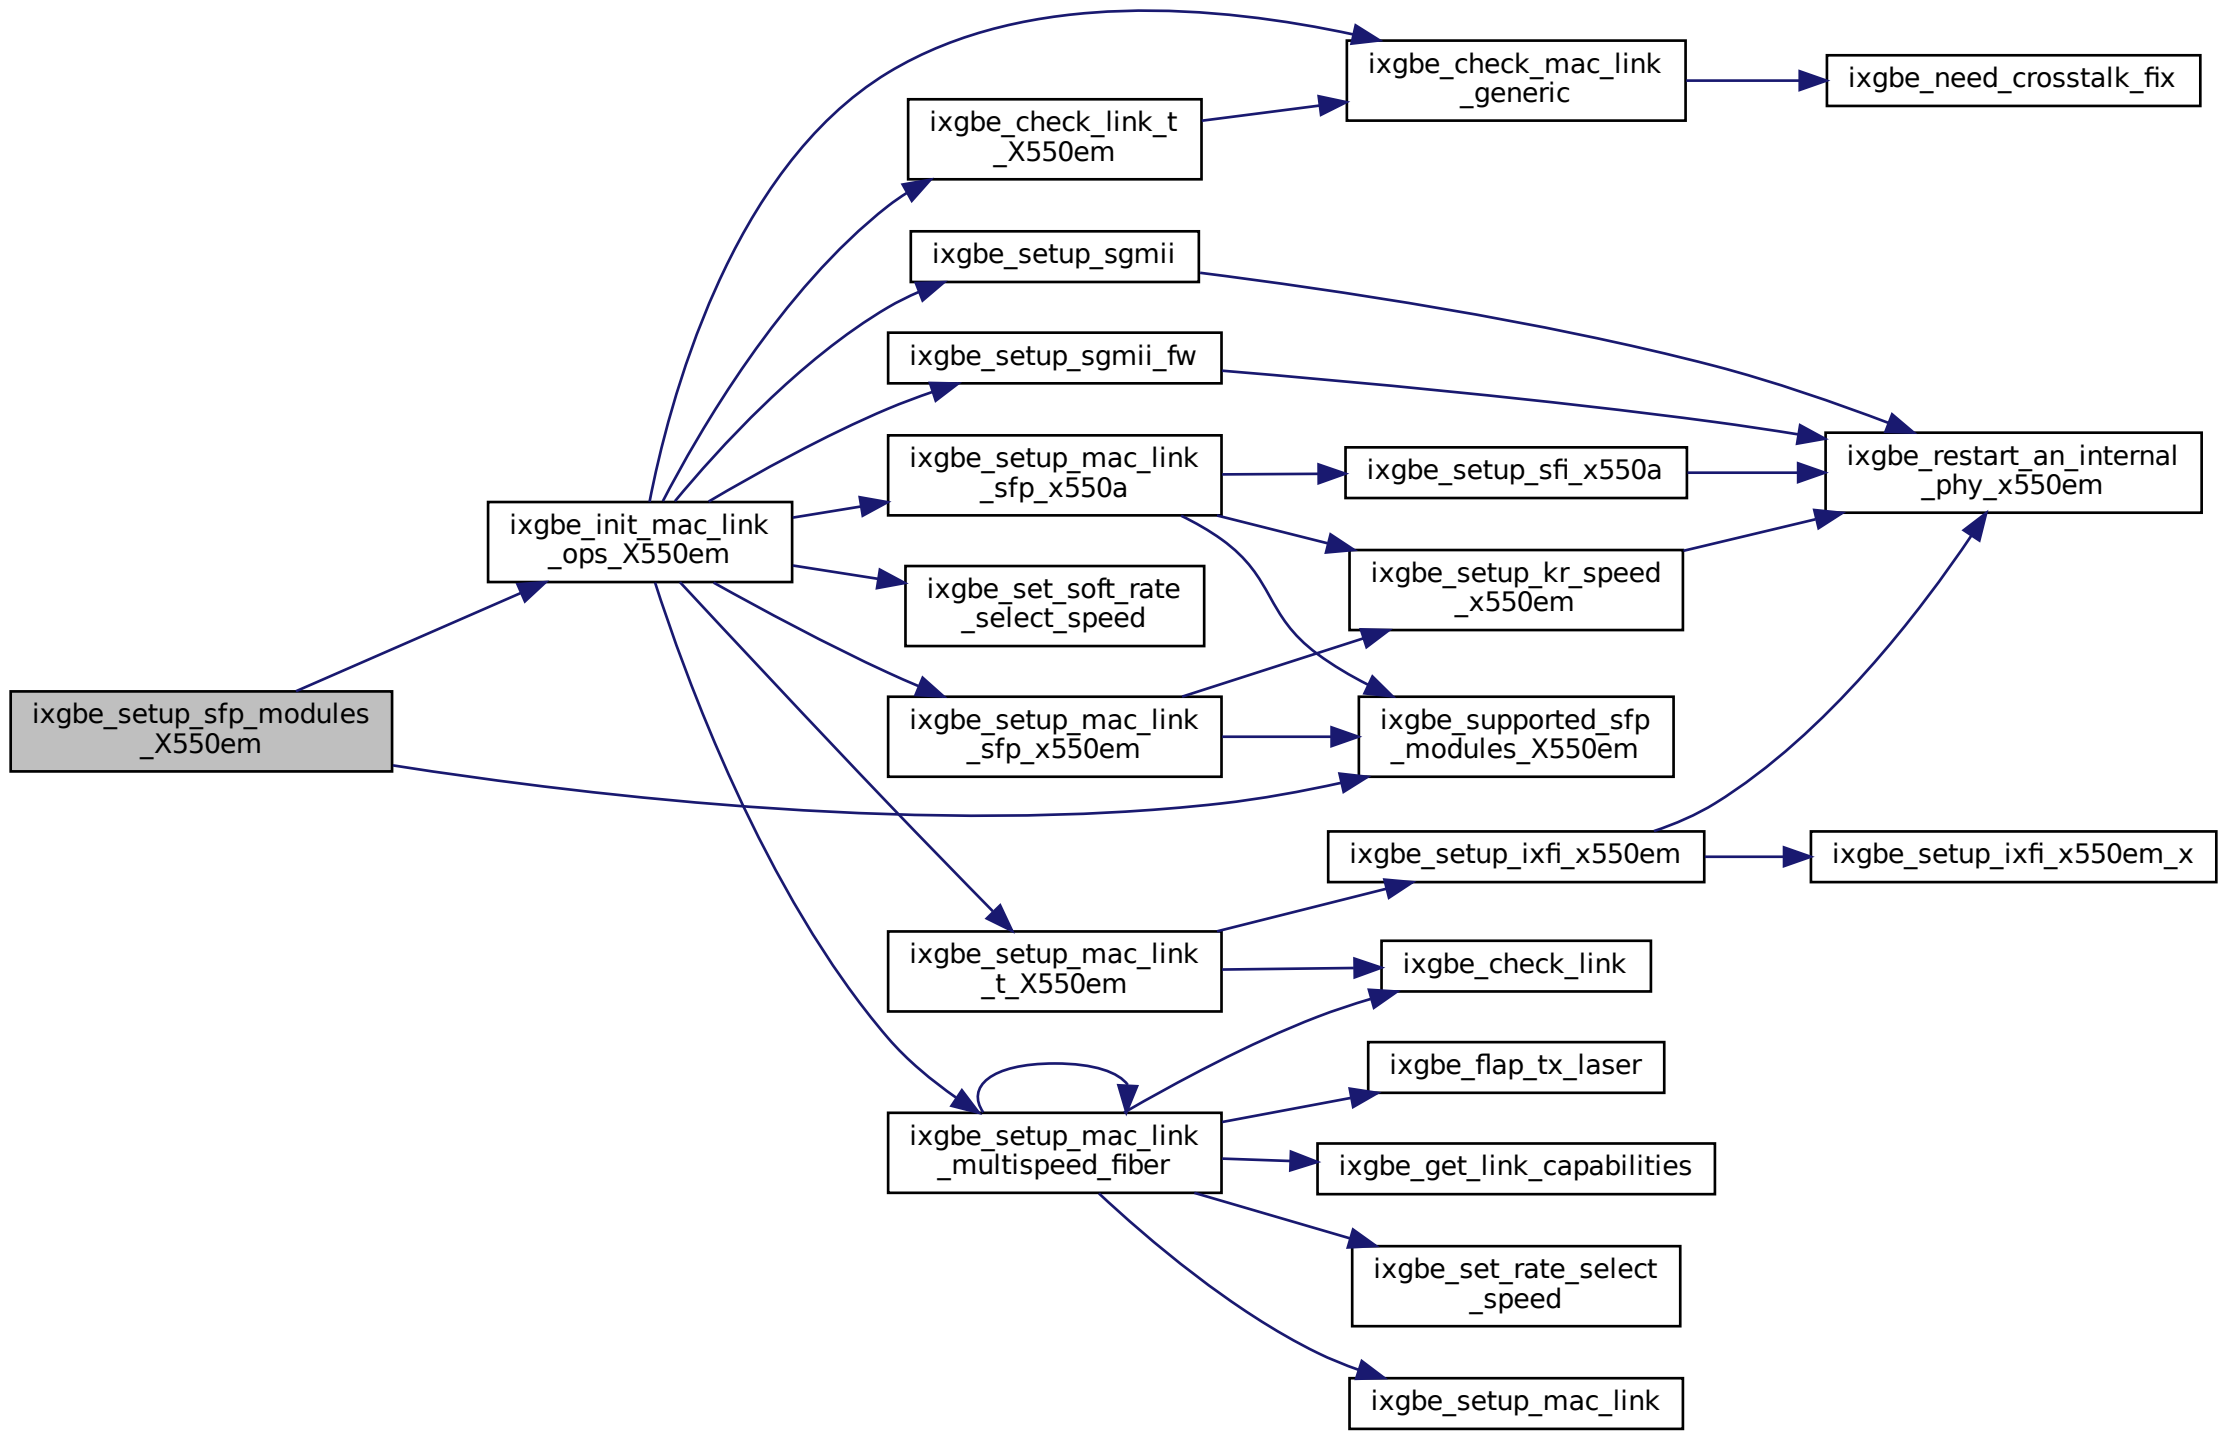 ixgbe_setup_sfp_modules
_X550em
ixgbe_init_mac_link
_ops_X550em
ixgbe_check_link_t
_X550em
ixgbe_setup_sgmii
ixgbe_setup_sgmii_fw
ixgbe_setup_mac_link
_sfp_x550a
ixgbe_set_soft_rate
_select_speed
ixgbe_setup_mac_link
_sfp_x550em
ixgbe_setup_mac_link
_t_X550em
ixgbe_setup_mac_link
_multispeed_fiber
ixgbe_check_mac_link
_generic
ixgbe_setup_sfi_x550a
ixgbe_setup_kr_speed
_x550em
ixgbe_supported_sfp
_modules_X550em
ixgbe_setup_ixfi_x550em
ixgbe_check_link
ixgbe_flap_tx_laser
ixgbe_get_link_capabilities
ixgbe_set_rate_select
_speed
ixgbe_setup_mac_link
ixgbe_need_crosstalk_fix
ixgbe_restart_an_internal
_phy_x550em
ixgbe_setup_ixfi_x550em_x